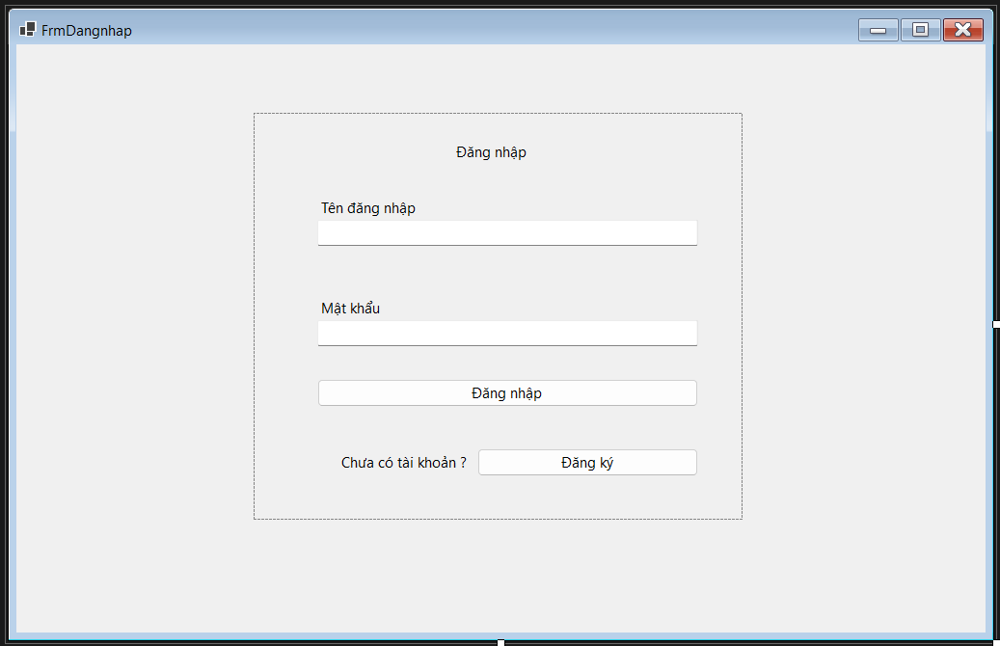 FrmDangnhap
Đăng nhập
Tên đăng nhập
Mật khẩu
Đăng nhập
Chưa có tài khoản ? Đăng ký